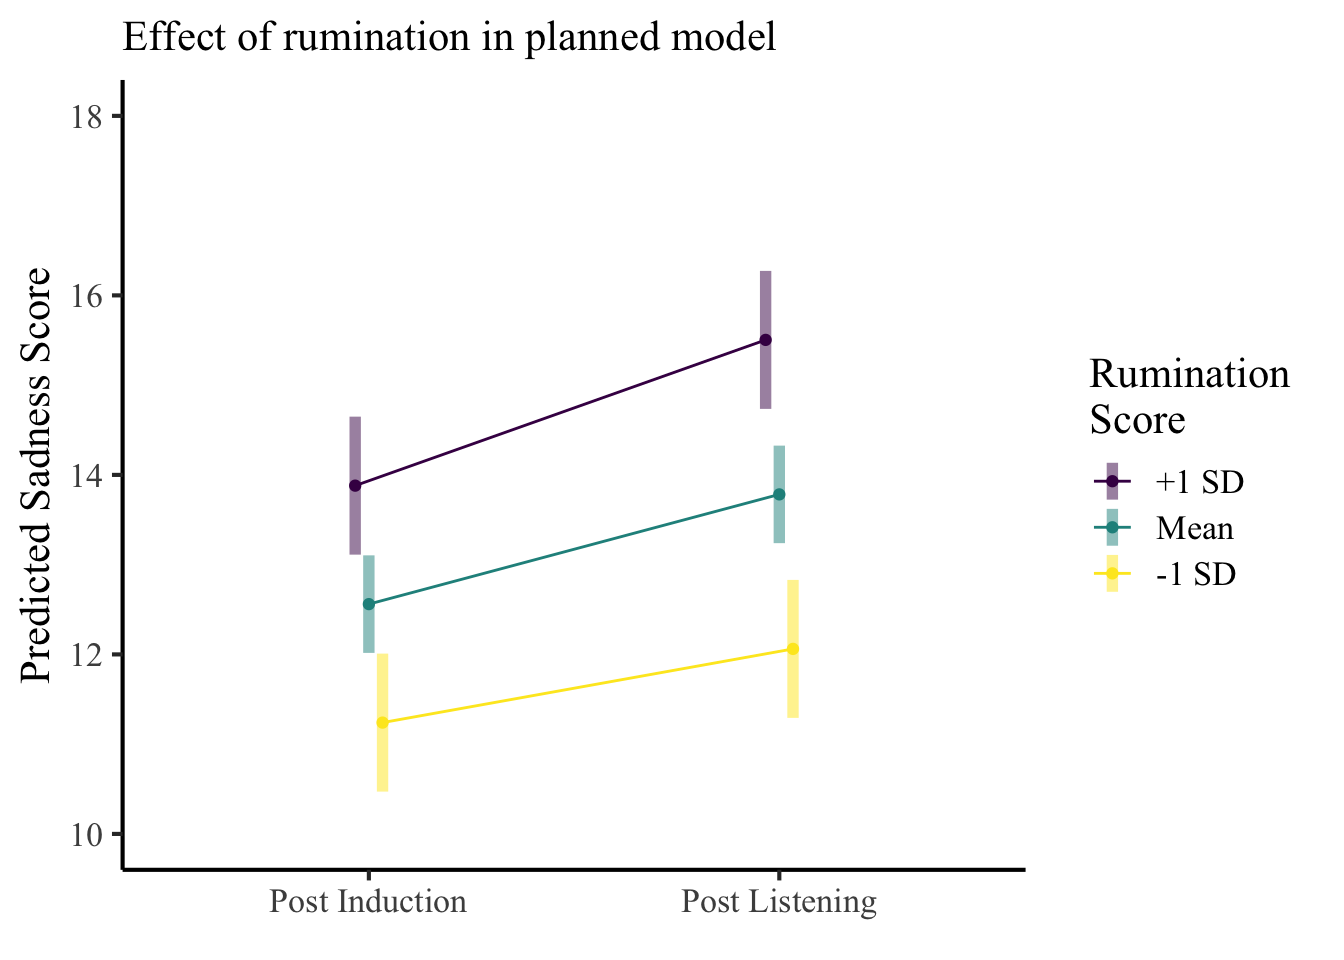 Effect of rumination in planned model
Predicted Sadness Score
18
16
14
12
10
Post Induction
Post Listening
Rumination
Score
+1 SD
Mean
-1 SD